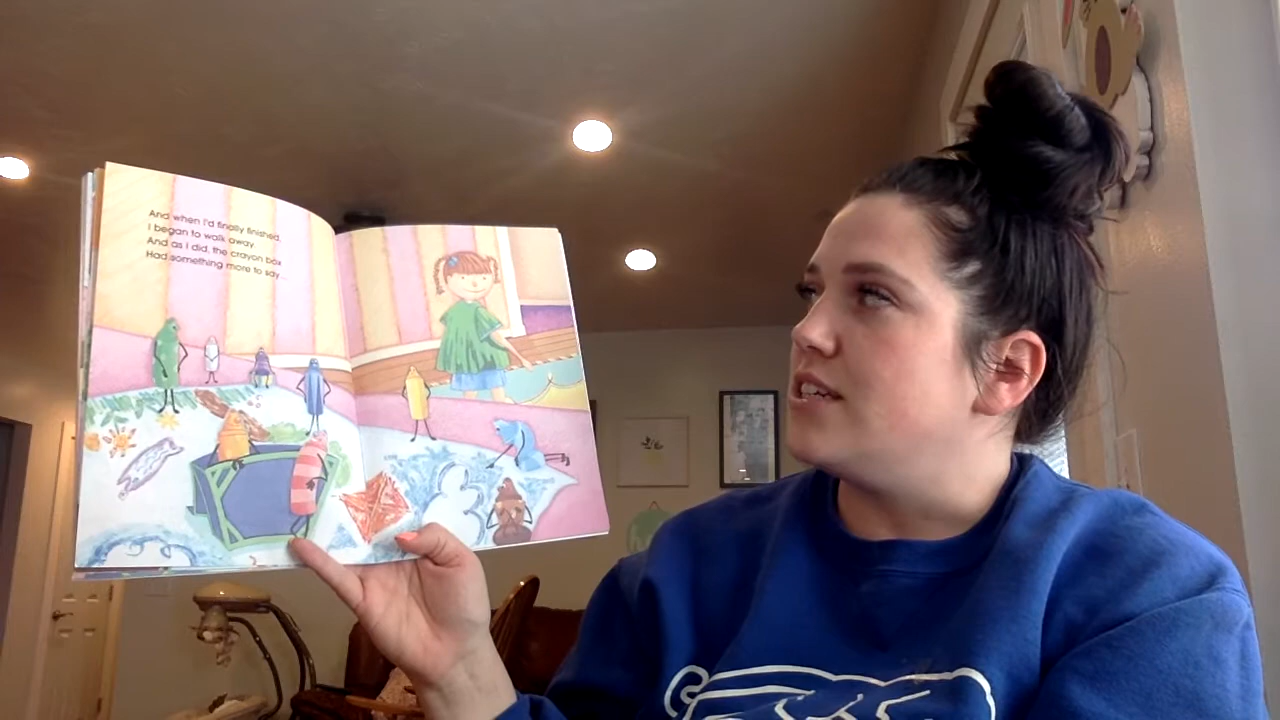 And when I'd finally finished,
I began to walk away.
And as I did, the crayon box
Had something more to say...